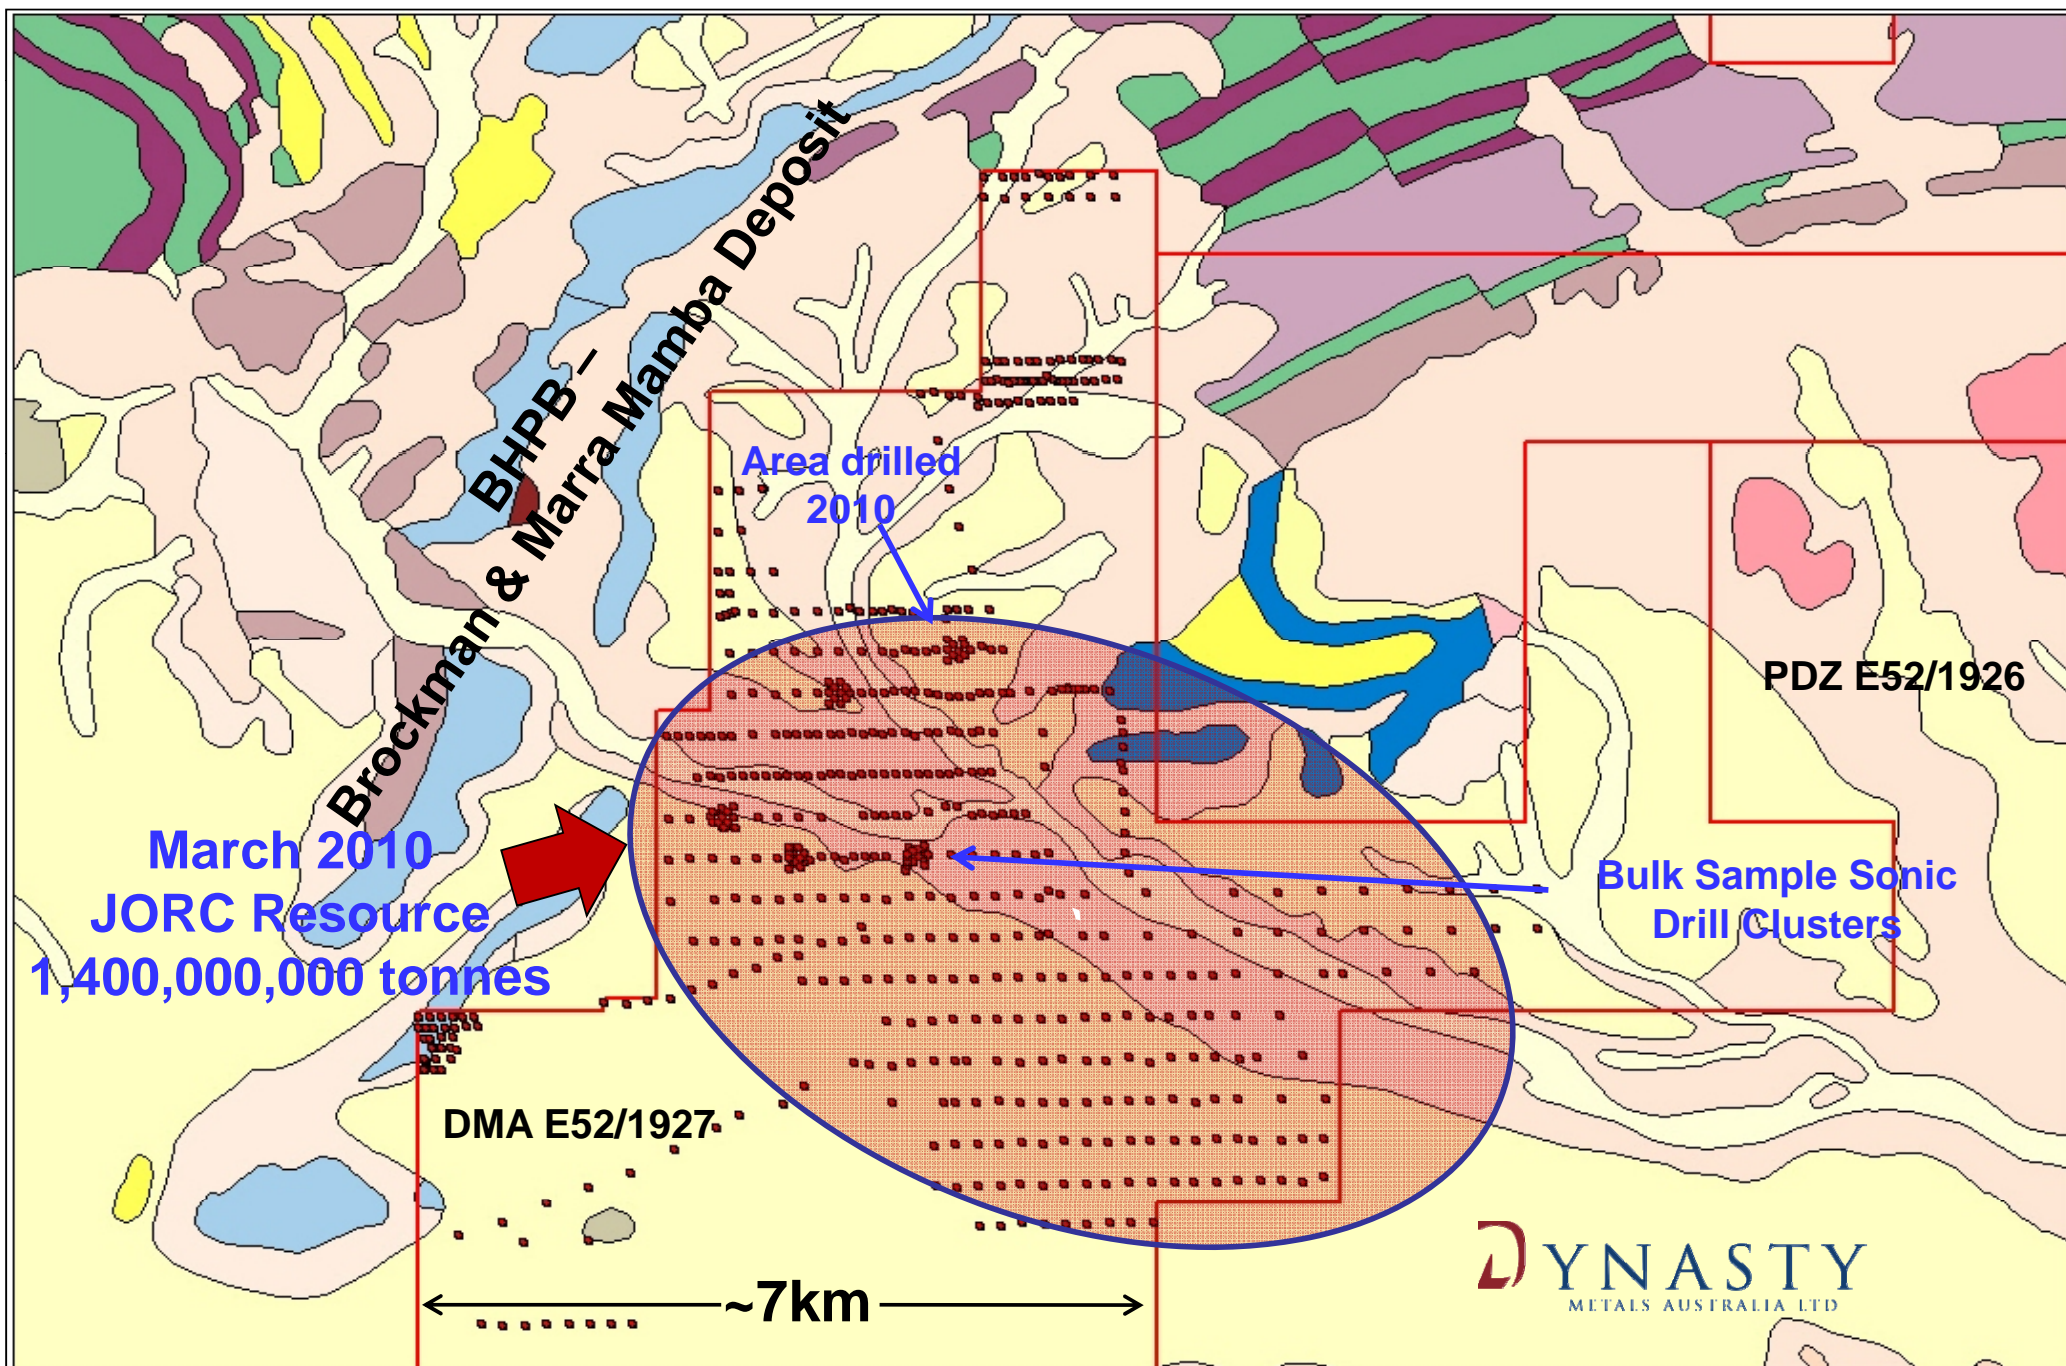 BHPB –
Brockman & Marra Mamba Deposit
Area drilled
2010
PDZ E52/1926
March 2010
JORC Resource
1,400,000,000 tonnes
Bulk Sample Sonic
Drill Clusters
DMA E52/1927
~7km
DYNASTY
METALS AUSTRALIA LTD